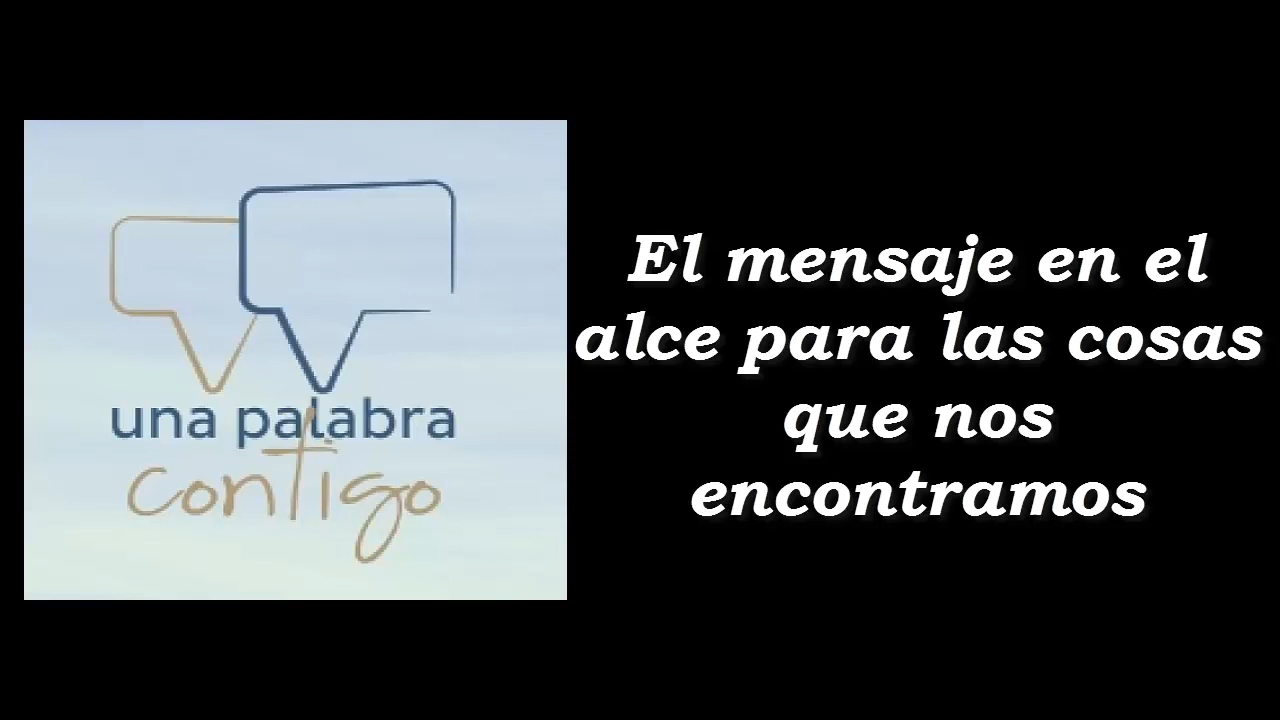 una palabra
contigo
El mensaje en el
alce para las cosas
que nos
encontramos